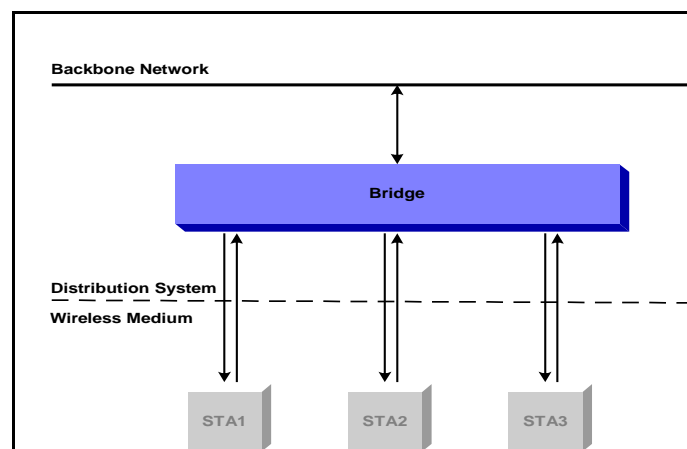 Backbone Network
Bridge
Distribution System
Wireless Medium
STA1
STA2
STA3